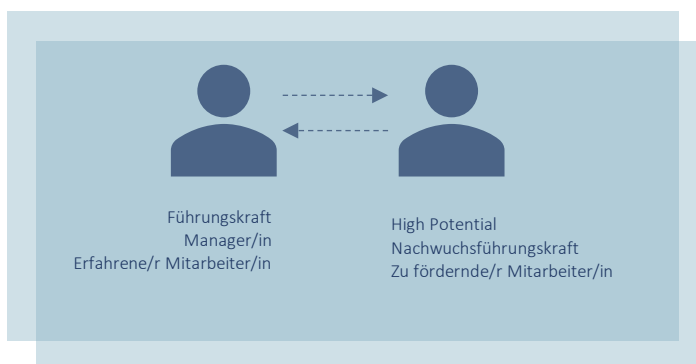 Führungskraft
Manager/in
Erfahrene/r Mitarbeiter/in
High Potential
Nachwuchsführungskraft
Zu fördernde/r Mitarbeiter/in